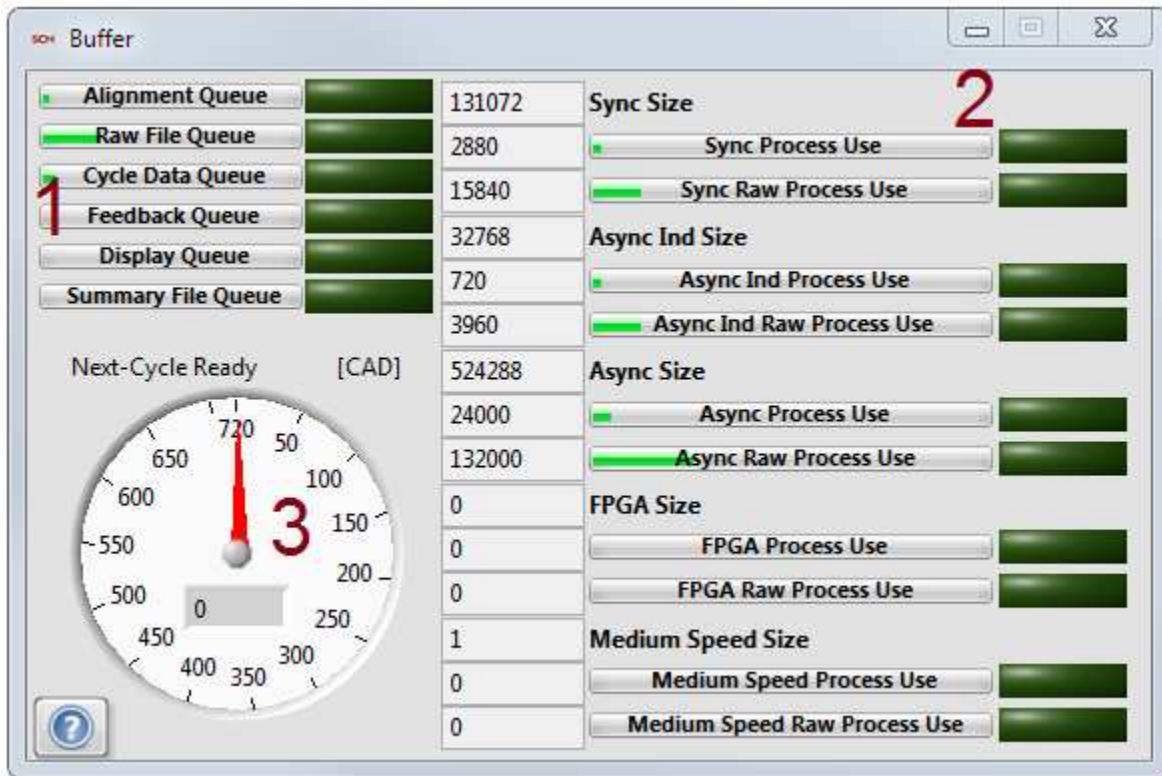 SCM Buffer
1
Alignment Queue
Raw File Queue
Cycle Data Queue
Feedback Queue
Display Queue
Summary File Queue
2
131072 Sync Size
2880 Sync Process Use
15840 Sync Raw Process Use
32768 Async Ind Size
720 Async Ind Process Use
3960 Async Ind Raw Process Use
524288 Async Size
24000 Async Process Use
132000 Async Raw Process Use
0 FPGA Size
0 FPGA Process Use
0 FPGA Raw Process Use
1 Medium Speed Size
0 Medium Speed Process Use
0 Medium Speed Raw Process Use
Next-Cycle Ready [CAD]
720
50
100
150
200
250
300
350
400
450
500
550
600
650
3
0
?